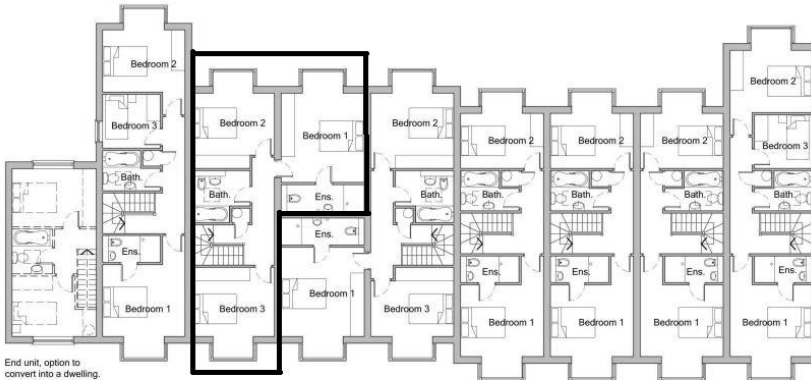 Bedroom 2
Bedroom 3
Bath.
Ens.
Bedroom 1
Bedroom 2
Bath.
Bedroom 3
Bedroom 1
Ens.
Ens.
Bedroom 1
Bedroom 2
Bath.
Bedroom 3
Bedroom 2
Bath.
Ens.
Bedroom 1
Bedroom 2
Bath.
Ens.
Bedroom 1
Bedroom 2
Bath.
Ens.
Bedroom 1
Bedroom 2
Bedroom 3
Bath.
Ens.
Bedroom 1
End unit, option to
convert into a dwelling.